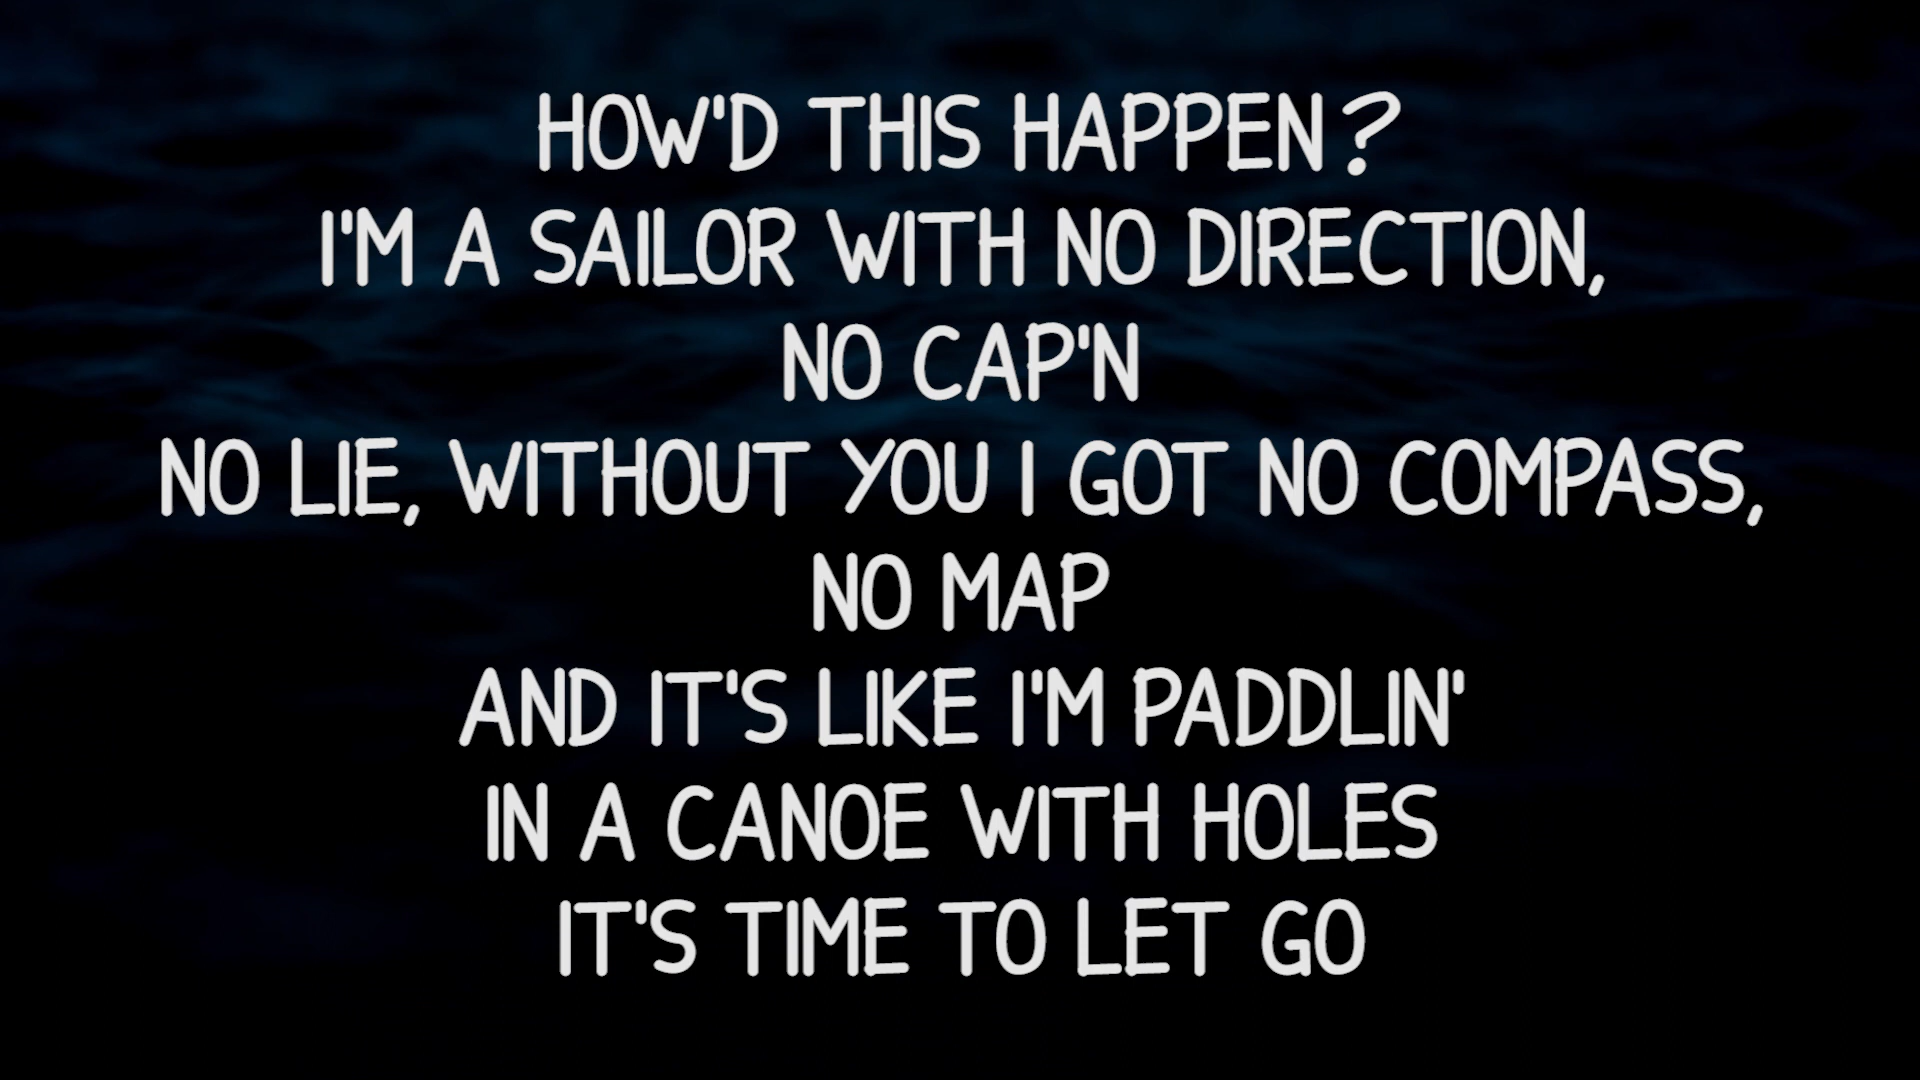 HOW'D THIS HAPPEN?
I'M A SAILOR WITH NO DIRECTION,
NO CAP'N
NO LIE, WITHOUT YOU I GOT NO COMPASS,
NO MAP
AND IT'S LIKE I'M PADDLIN'
IN A CANOE WITH HOLES
IT'S TIME TO LET GO